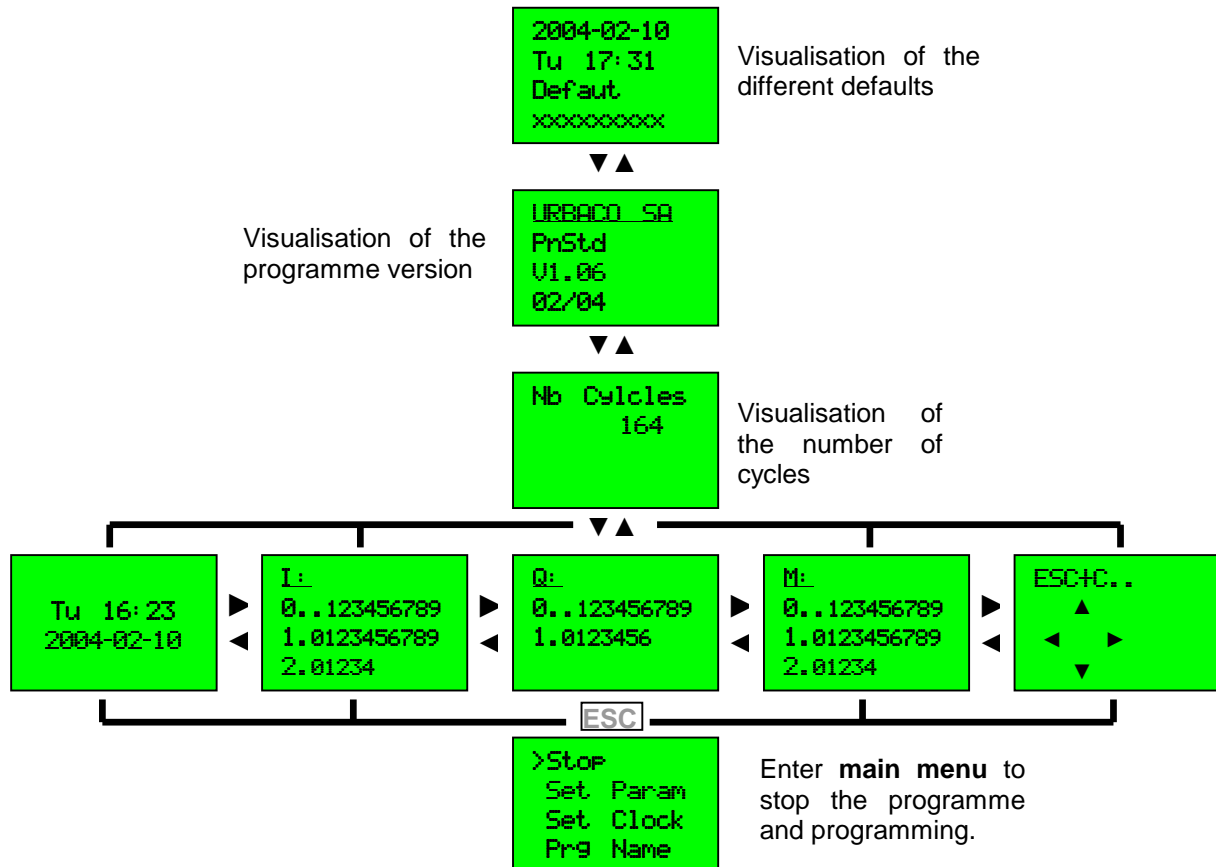 2004-02-10
Tu 17:31
Defaut
xxxxxxxxx
Visualisation of the
different defaults
▼▲
Visualisation of the
programme version
URBACO SA
PnStd
V1.06
02/04
▼▲
Nb Cylcles
164
Visualisation of
the number of
cycles
▼▲
Tu 16:23
2004-02-10
►
◄
I:
0..123456789
1.0123456789
2.01234
►
◄
Q:
0..123456789
1.0123456
►
◄
M:
0..123456789
1.0123456789
2.01234
►
◄
ESC+C..
▲
◄ ►
▼
ESC
>Stop
Set Param
Set Clock
Prg Name
Enter main menu to
stop the programme
and programming.